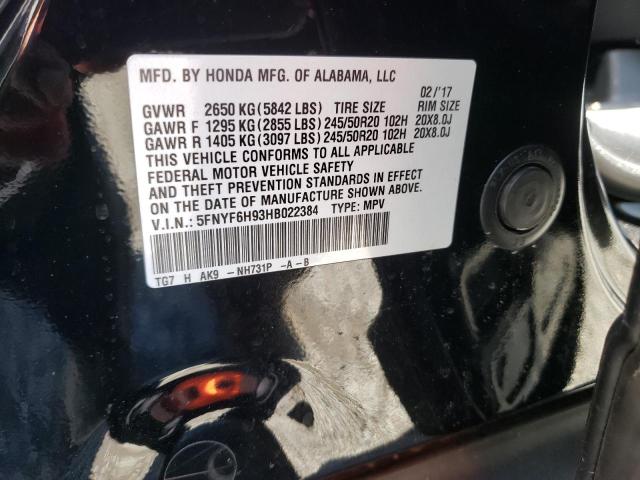 MFD. BY HONDA MFG. OF ALABAMA, LLC
02/'17
GVWR 2650 KG(5842 LBS) TIRE SIZE RIM SIZE
GAWR F 1295 KG(2855 LBS)245/50R20 102H 20X8.0J
GAWR R 1405 KG(3097 LBS)245/50R20 102H 20X8.0J
THIS VEHICLE CONFORMS TO ALL APPLICABLE
FEDERAL MOTOR VEHICLE SAFETY
AND THEFT PREVENTION STANDARDS IN EFFECT
ON THE DATE OF MANUFACTURE SHOWN ABOVE.
V.I.N.: 5FNYF6H93HB022384 TYPE: MPV
TG7 H AK9 -NH731P -A-B